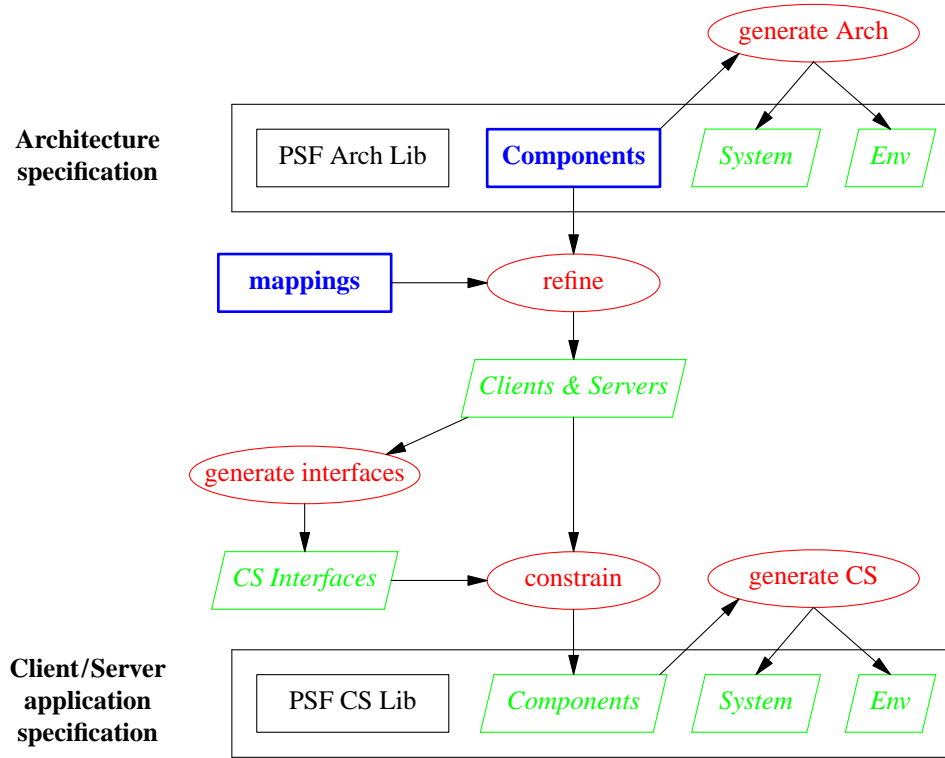 generate Arch
Architecture
specification
PSF Arch Lib
Components
System
Env
mappings
refine
Clients & Servers
generate interfaces
CS Interfaces
constrain
generate CS
Client/Server
application
specification
PSF CS Lib
Components
System
Env